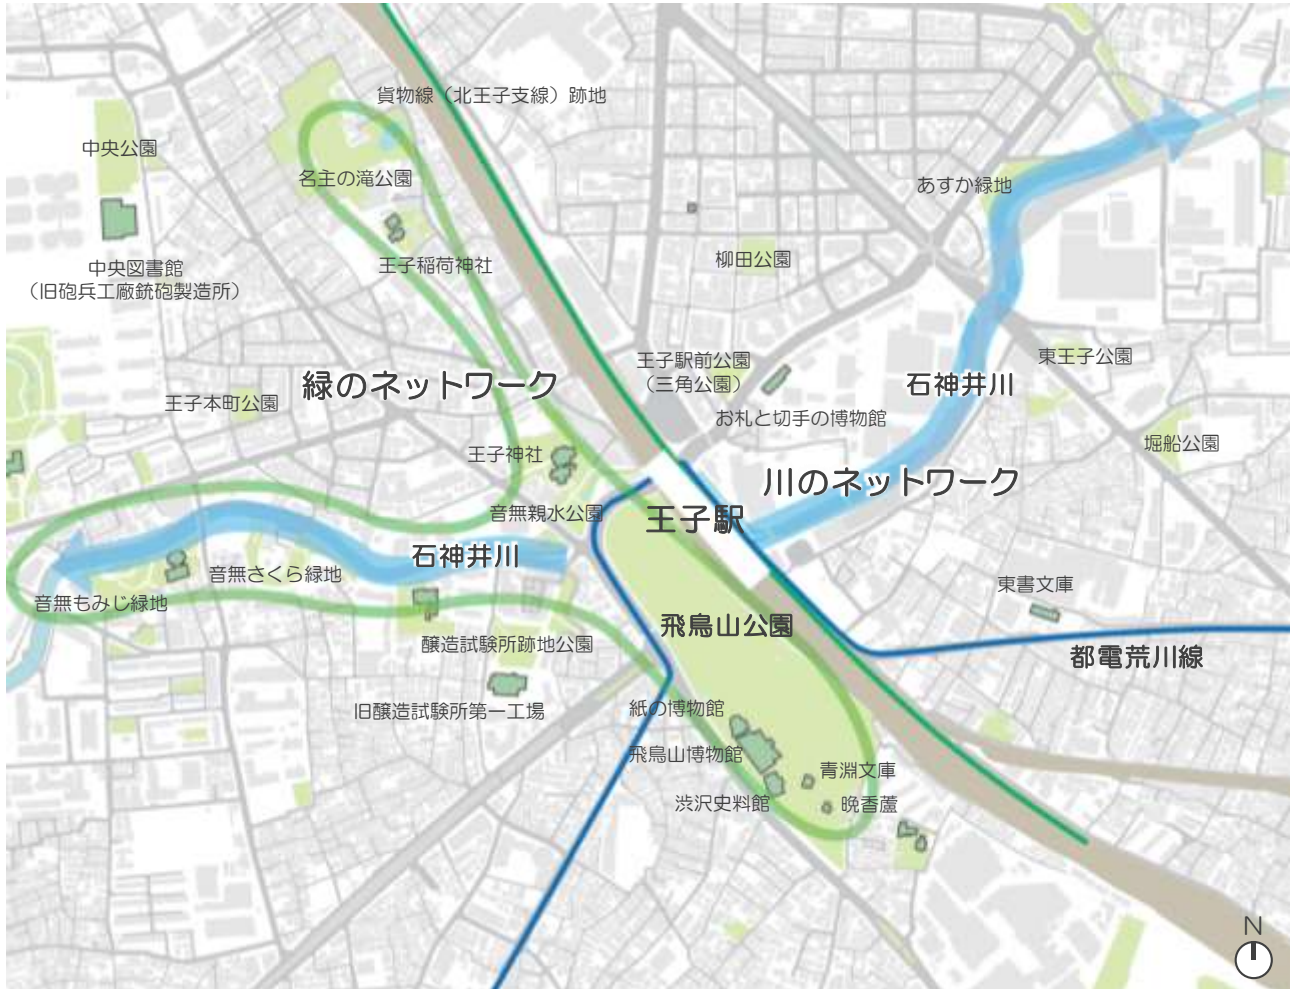 貨物線（北王子支線）跡地
中央公園
名主の滝公園
あすか緑地
中央図書館
（旧砲兵工廠銃砲製造所）
王子稲荷神社
柳田公園
王子駅前公園
（三角公園）
東王子公園
緑のネットワーク
石神井川
王子本町公園
お札と切手の博物館
堀船公園
王子神社
川のネットワーク
音無親水公園
王子駅
石神井川
音無さくら緑地
音無もみじ緑地
東書文庫
飛鳥山公園
醸造試験所跡地公園
都電荒川線
旧醸造試験所第一工場
紙の博物館
飛鳥山博物館
青淵文庫
渋沢史料館
晩香蘆
N